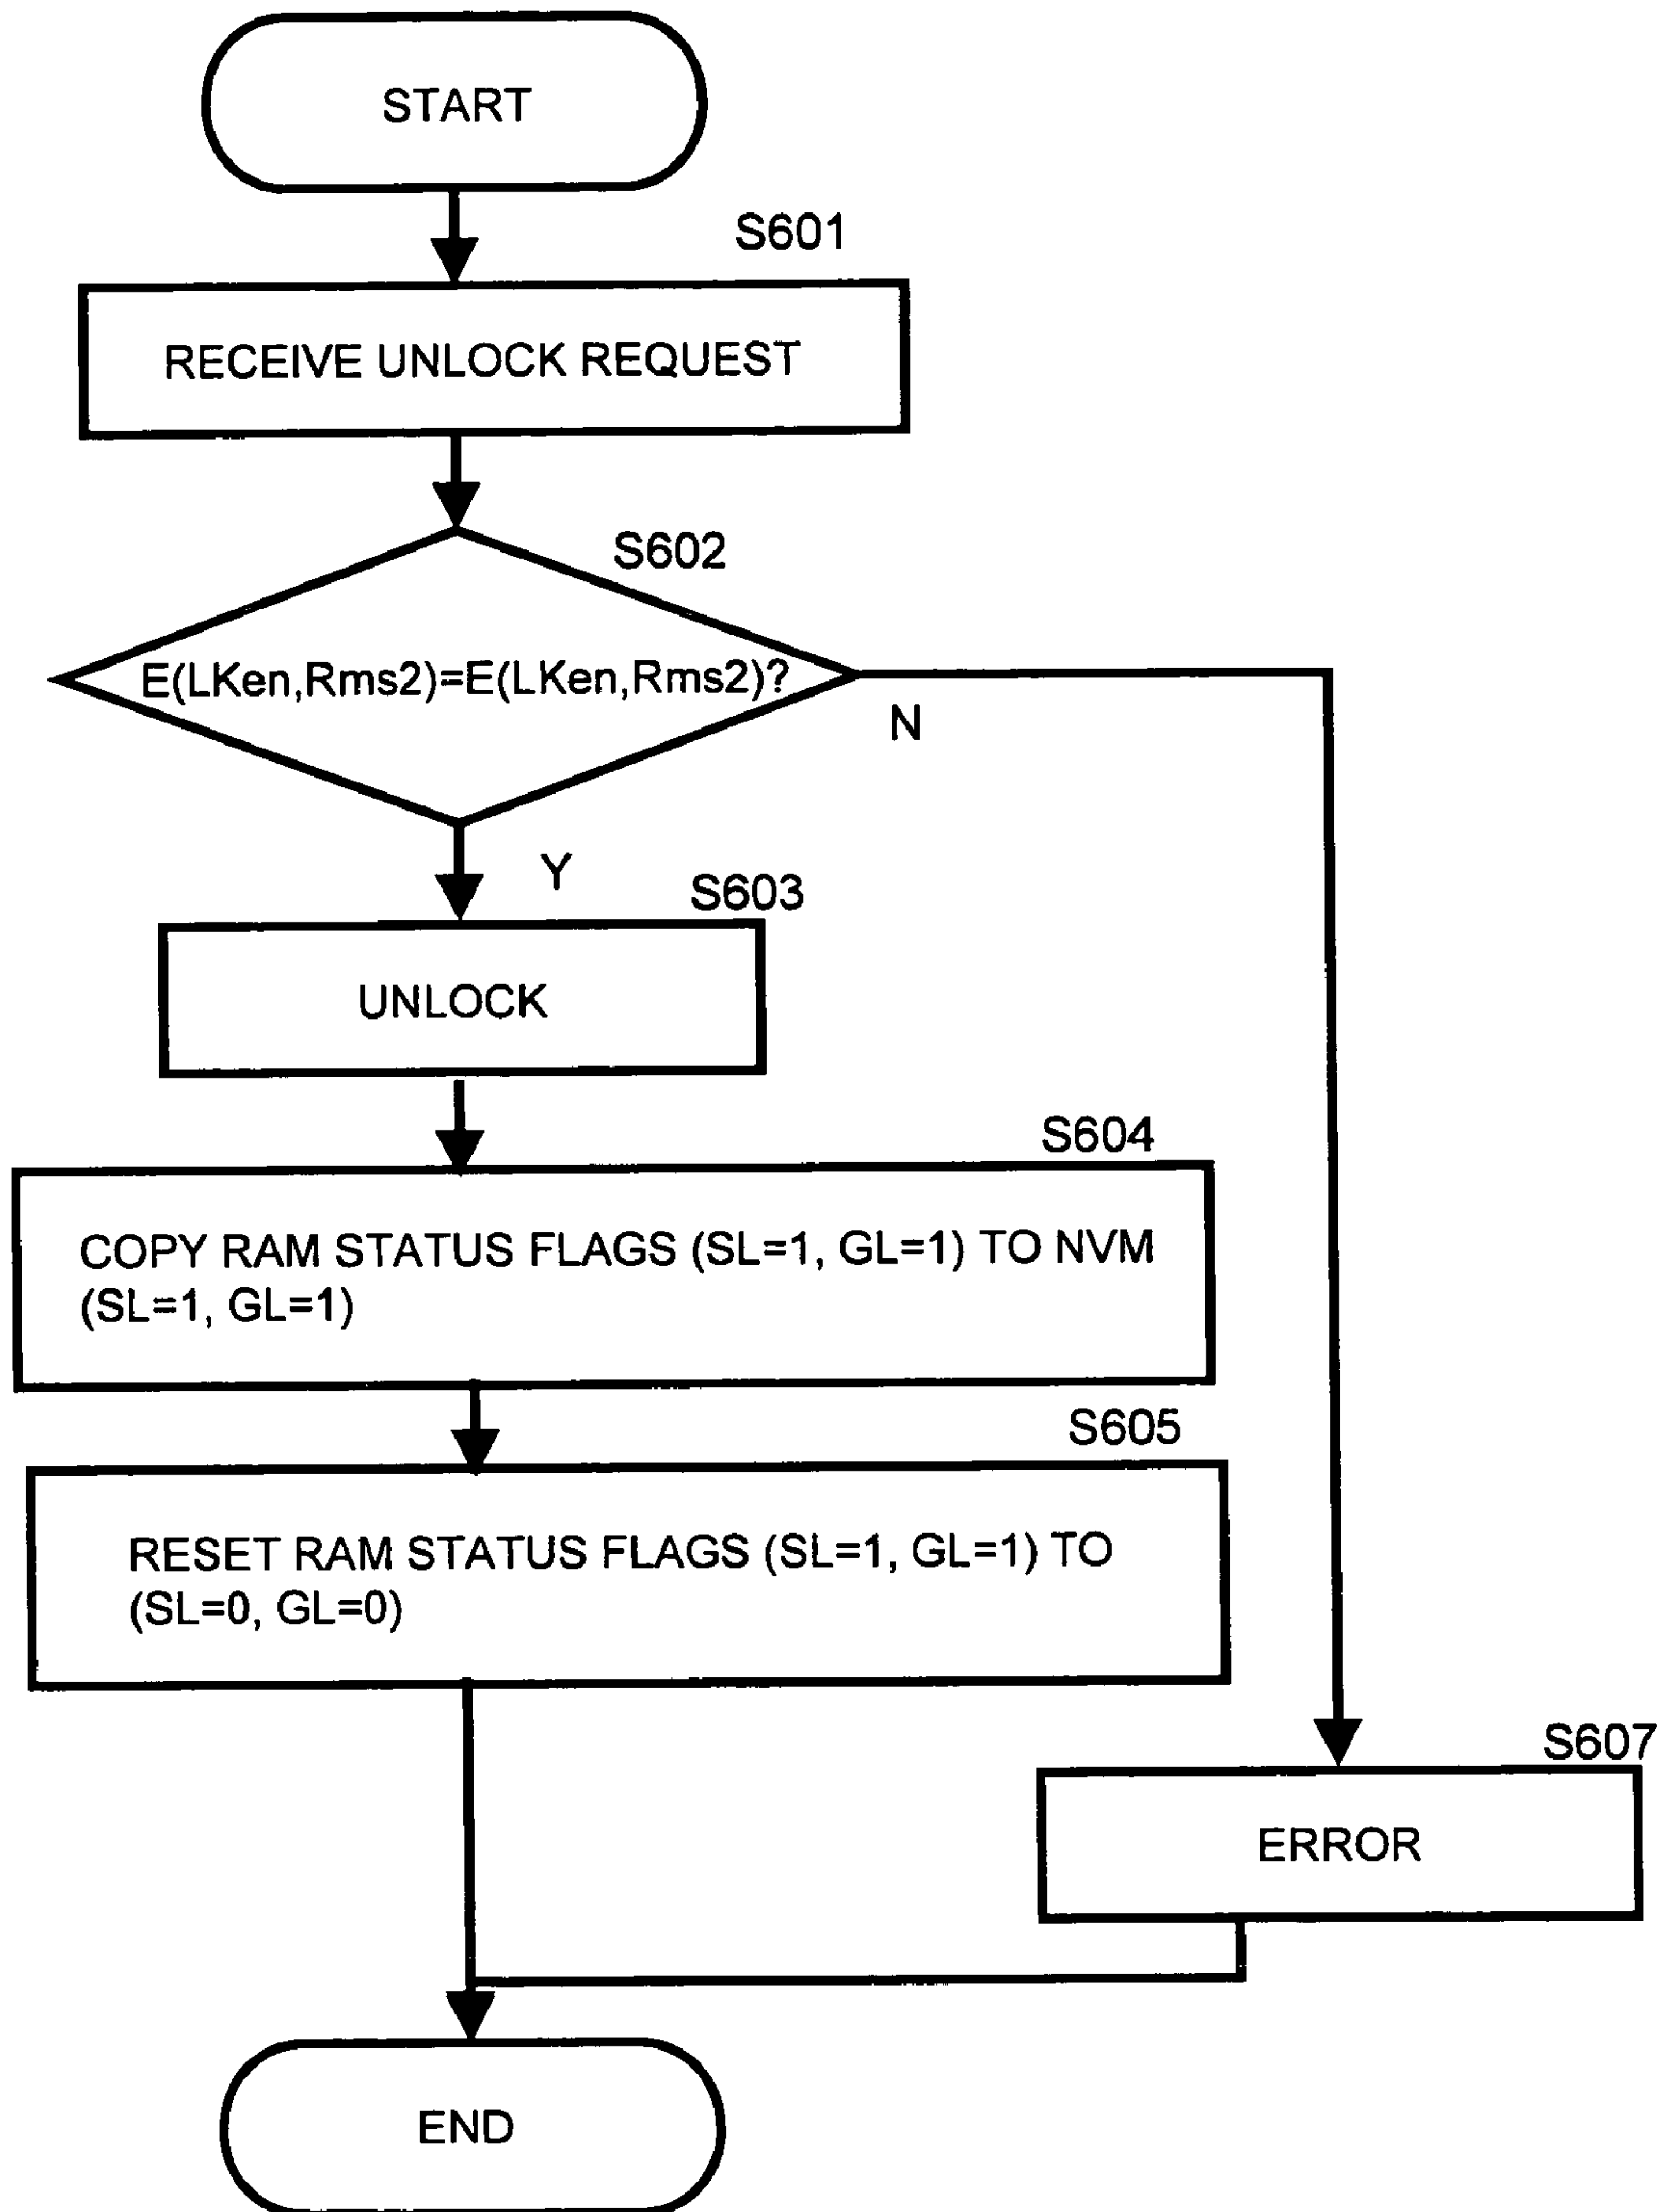 START
S601
RECEIVE UNLOCK REQUEST
S602
E(LKen,Rms2)=E(LKen,Rms2)?
N
Y
S603
UNLOCK
S604
COPY RAM STATUS FLAGS (SL=1, GL=1) TO NVM
(SL=1, GL=1)
S605
RESET RAM STATUS FLAGS (SL=1, GL=1) TO
(SL=0, GL=0)
S607
ERROR
END